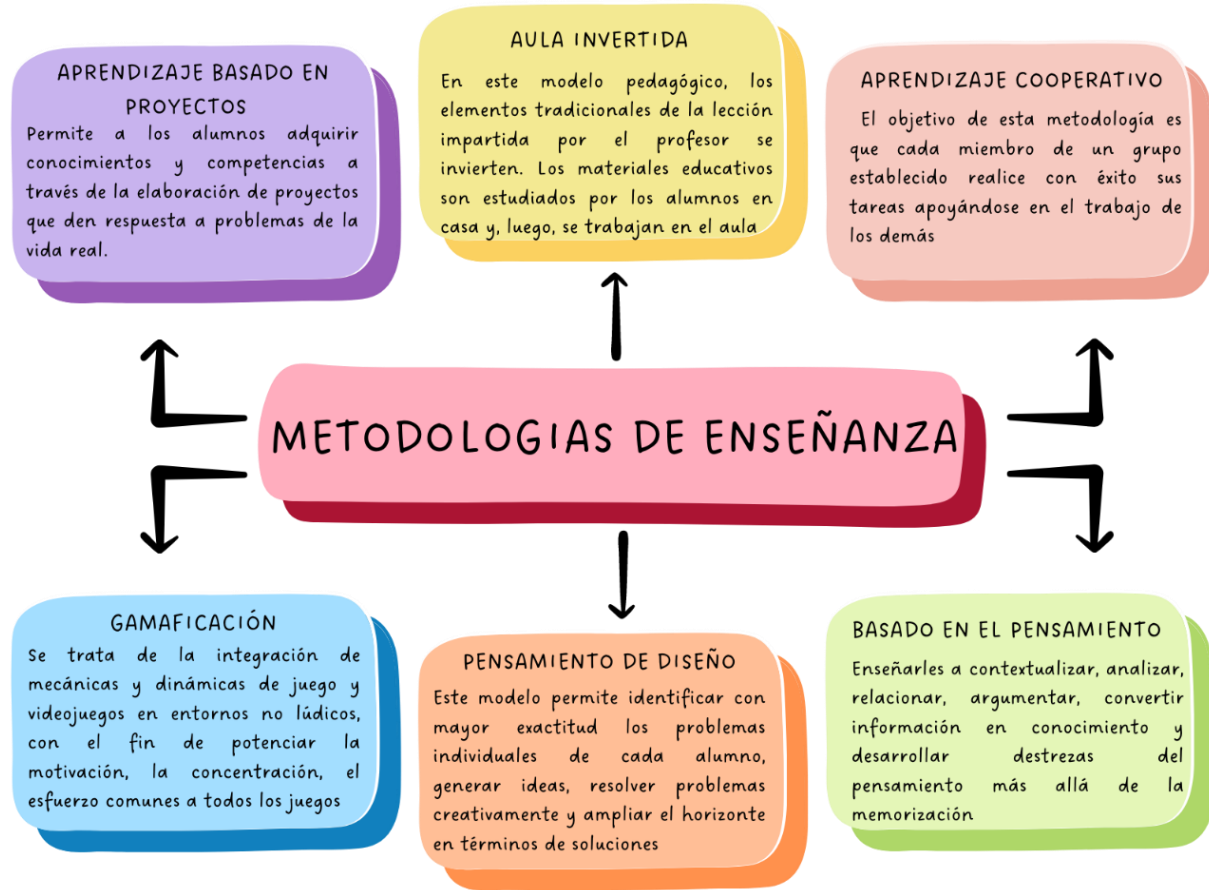 APRENDIZAJE BASADO EN
PROYECTOS
Permite a los alumnos adquirir
conocimientos y competencias a
través de la elaboración de proyectos
que den respuesta a problemas de la
vida real.
AULA INVERTIDA
En este modelo pedagógico, los
elementos tradicionales de la lección
impartida por el profesor se
invierten. Los materiales educativos
son estudiados por los alumnos en
casa y, luego, se trabajan en el aula
APRENDIZAJE COOPERATIVO
El objetivo de esta metodología es
que cada miembro de un grupo
establecido realice con éxito sus
tareas apoyándose en el trabajo de
los demás
METODOLOGIAS DE ENSEÑANZA
GAMAFICACIÓN
Se trata de la integración de
mecánicas y dinámicas de juego y
videojuegos en entornos no lúdicos,
con el fin de potenciar la
motivación, la concentración, el
esfuerzo comunes a todos los juegos
PENSAMIENTO DE DISEÑO
Este modelo permite identificar con
mayor exactitud los problemas
individuales de cada alumno,
generar ideas, resolver problemas
creativamente y ampliar el horizonte
en términos de soluciones
BASADO EN EL PENSAMIENTO
Enseñarles a contextualizar, analizar,
relacionar, argumentar, convertir
información en conocimiento y
desarrollar destrezas del
pensamiento más allá de la
memorización